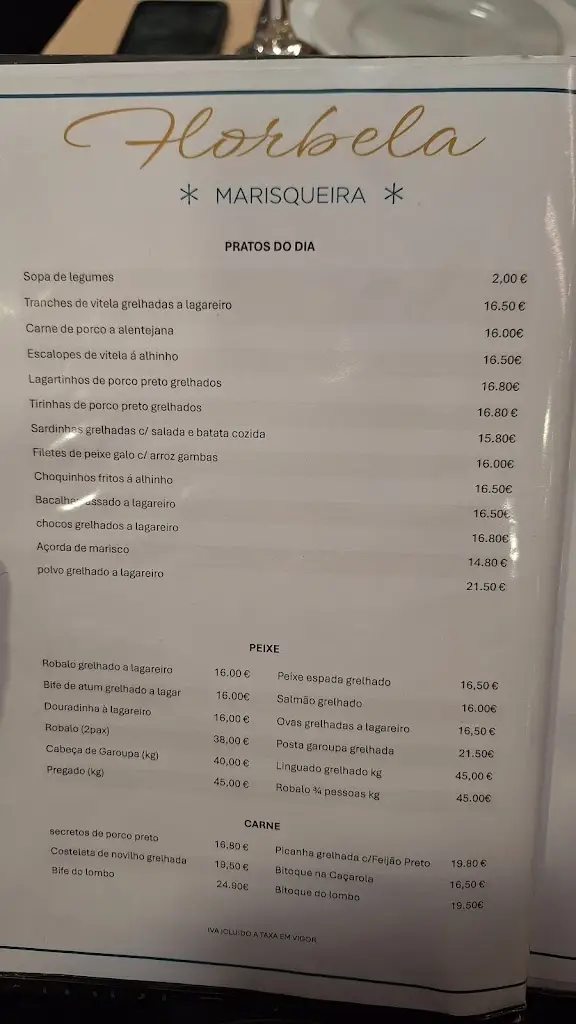 Florbela
* MARISQUEIRA *
PRATOS DO DIA
Sopa de legumes 2,00 €
Tranches de vitela grelhadas a lagareiro 16.50 €
Carne de porco a alentejana 16.00€
Escalopes de vitela á alhinho 16.50€
Lagartinhos de porco preto grelhados 16.80€
Tirinhas de porco preto grelhados 16.80 €
Sardinhas grelhadas c/ salada e batata cozida 15.80€
Filetes de peixe galo c/ arroz gambas 16.00€
Choquinhos fritos á alhinho 16.50€
a lagareiro 16.50€
chocos grelhados a lagareiro 16.80€
Açorda de marisco 14.80 €
polvo grelhado a lagareiro 21.50 €
PEIXE
Robalo grelhado a lagareiro 16.00 € Peixe espada grelhado 16,50 €
Bife de atum grelhado a lagar 16.00€ Salmão grelhado 16.00€
Douradinha à lagareiro 16,00 € Ovas grelhadas a lagareiro 16,50 €
Robalo (2pax) 38,00 € Posta garoupa grelhada 21.50€
Cabeça de Garoupa (kg) 40,00 € Linguado grelhado kg 45,00 €
Pregado (kg) 45.00€ Robalo ¾ pessoas kg 45.00€
CARNE
secretos de porco preto 16,80 € Picanha grelhada c/Feijão Preto 19.80 €
Costeleta de novilho grelhada 19,50 € Bitoque na Caçarola 16,50 €
Bife do lombo 24.90€ Bitoque do lombo 19.50€
IVA ICLUIDO A TAXA EM VIGOR